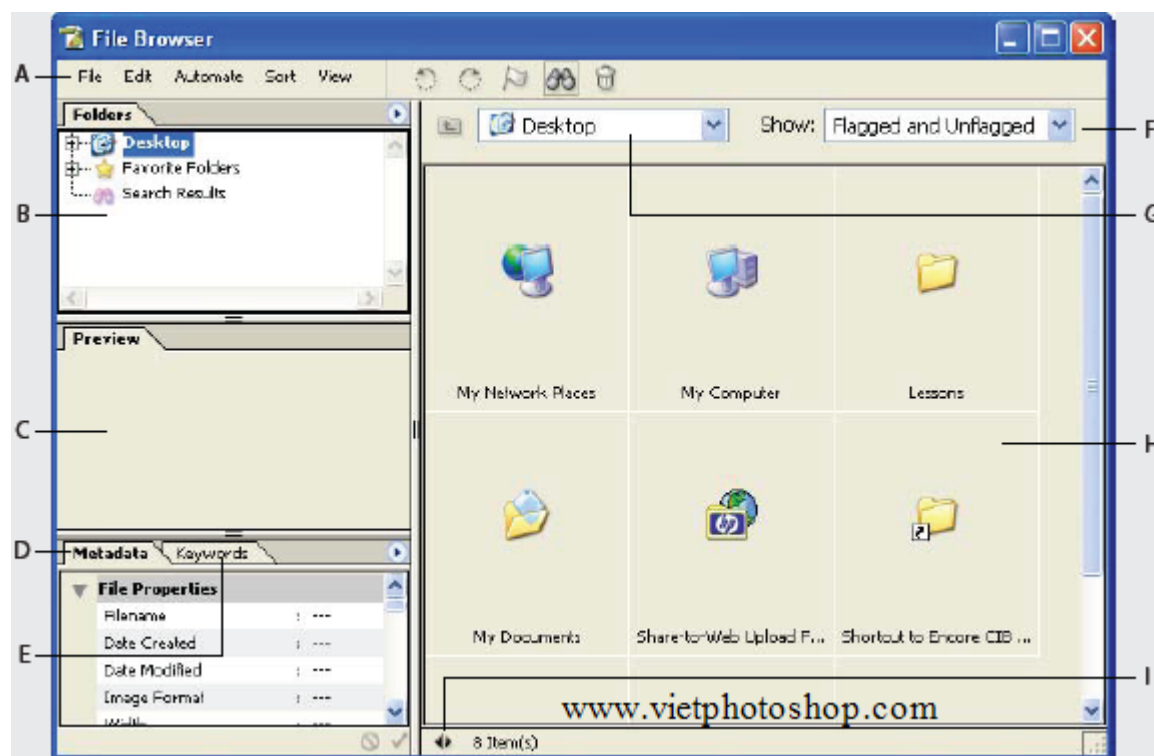 File Browser
A
File Edit Automate Sort View
Folders
Desktop
Show:
Flagged and Unflagged
F
Desktop
Favorite Folders
Search Results
B
G
Preview
My Network Places
My Computer
Lessons
C
H
D
Metadata
Keywords
File Properties
Filename : ---
Date Created : ---
Date Modified : ---
Image Format : ---
Width
E
My Documents
Share-to-Web Upload F...
Shortcut to Encore CIB ...
I
www.vietphotoshop.com
8 Item(s)